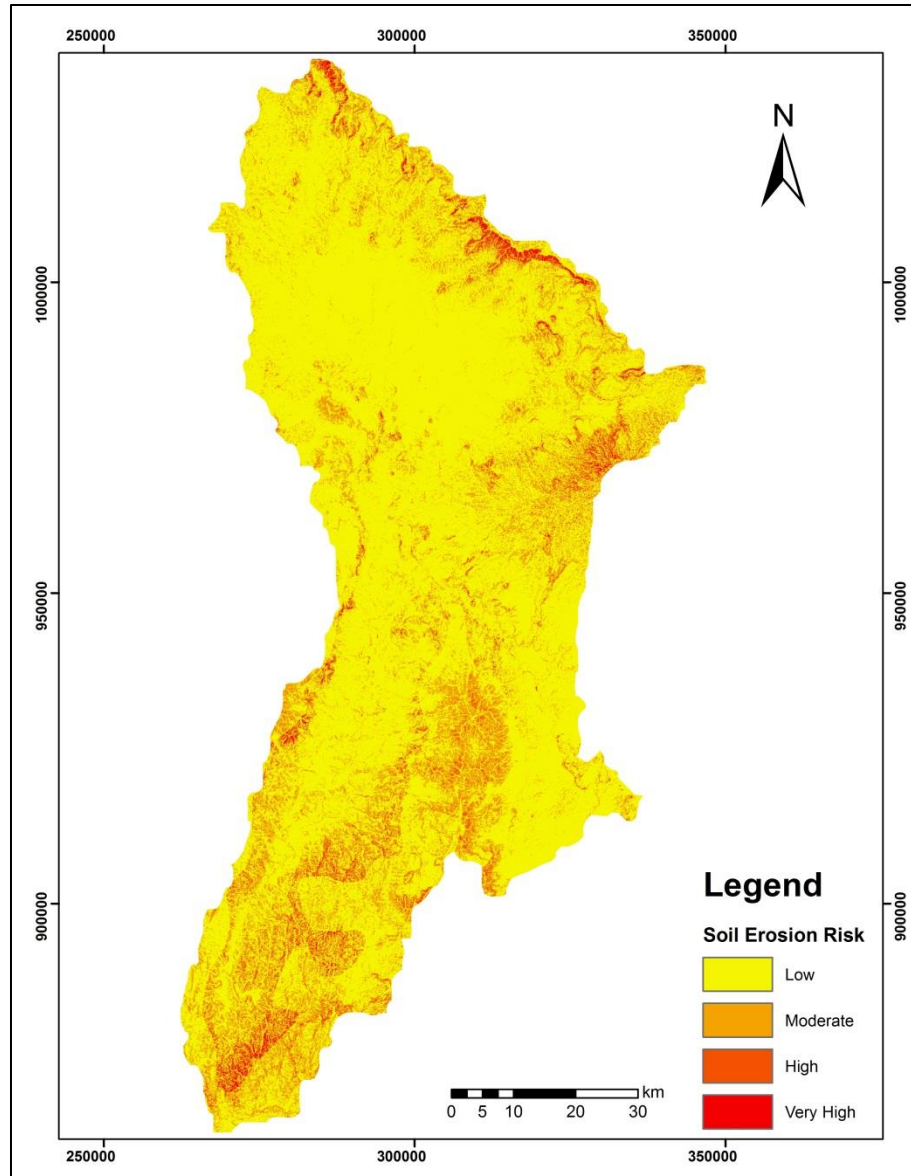 250000 300000 350000
N
1000000 1000000
950000 950000
900000 900000
Legend
Soil Erosion Risk
Low
Moderate
High
Very High
km
0 5 10 20 30
250000 300000 350000